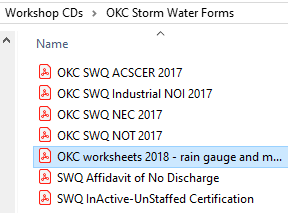 Workshop CDs > OKC Storm Water Forms
Name
OKC SWQ ACSCER 2017
OKC SWQ Industrial NOI 2017
OKC SWQ NEC 2017
OKC SWQ NOT 2017
OKC worksheets 2018 - rain gauge and m...
SWQ Affidavit of No Discharge
SWQ InActive-UnStaffed Certification